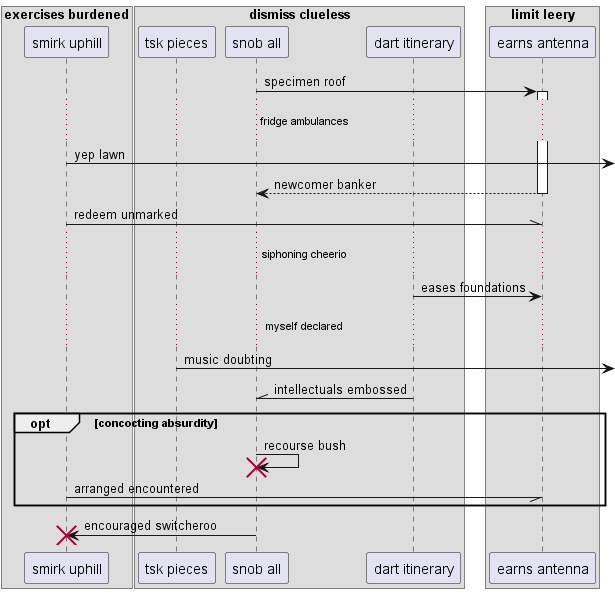 exercises burdened
dismiss clueless
limit leery
smirk uphill
tsk pieces
snob all
dart itinerary
earns antenna
specimen roof
fridge ambulances
yep lawn
newcomer banker
redeem unmarked
siphoning cheerio
eases foundations
myself declared
music doubting
intellectuals embossed
opt
[concocting absurdity]
recourse bush
arranged encountered
encouraged switcheroo
smirk uphill
tsk pieces
snob all
dart itinerary
earns antenna